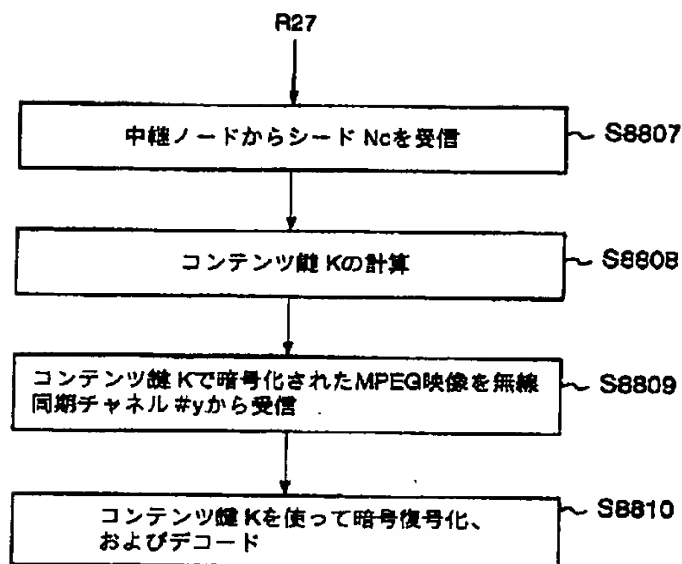 R27
中継ノードからシード Ncを受信
S8807
コンテンツ鍵 Kの計算
S8808
コンテンツ鍵 Kで暗号化されたMPEG映像を無線
同期チャネル #yから受信
S8809
コンテンツ鍵 Kを使って暗号復号化、
およびデコード
S8810